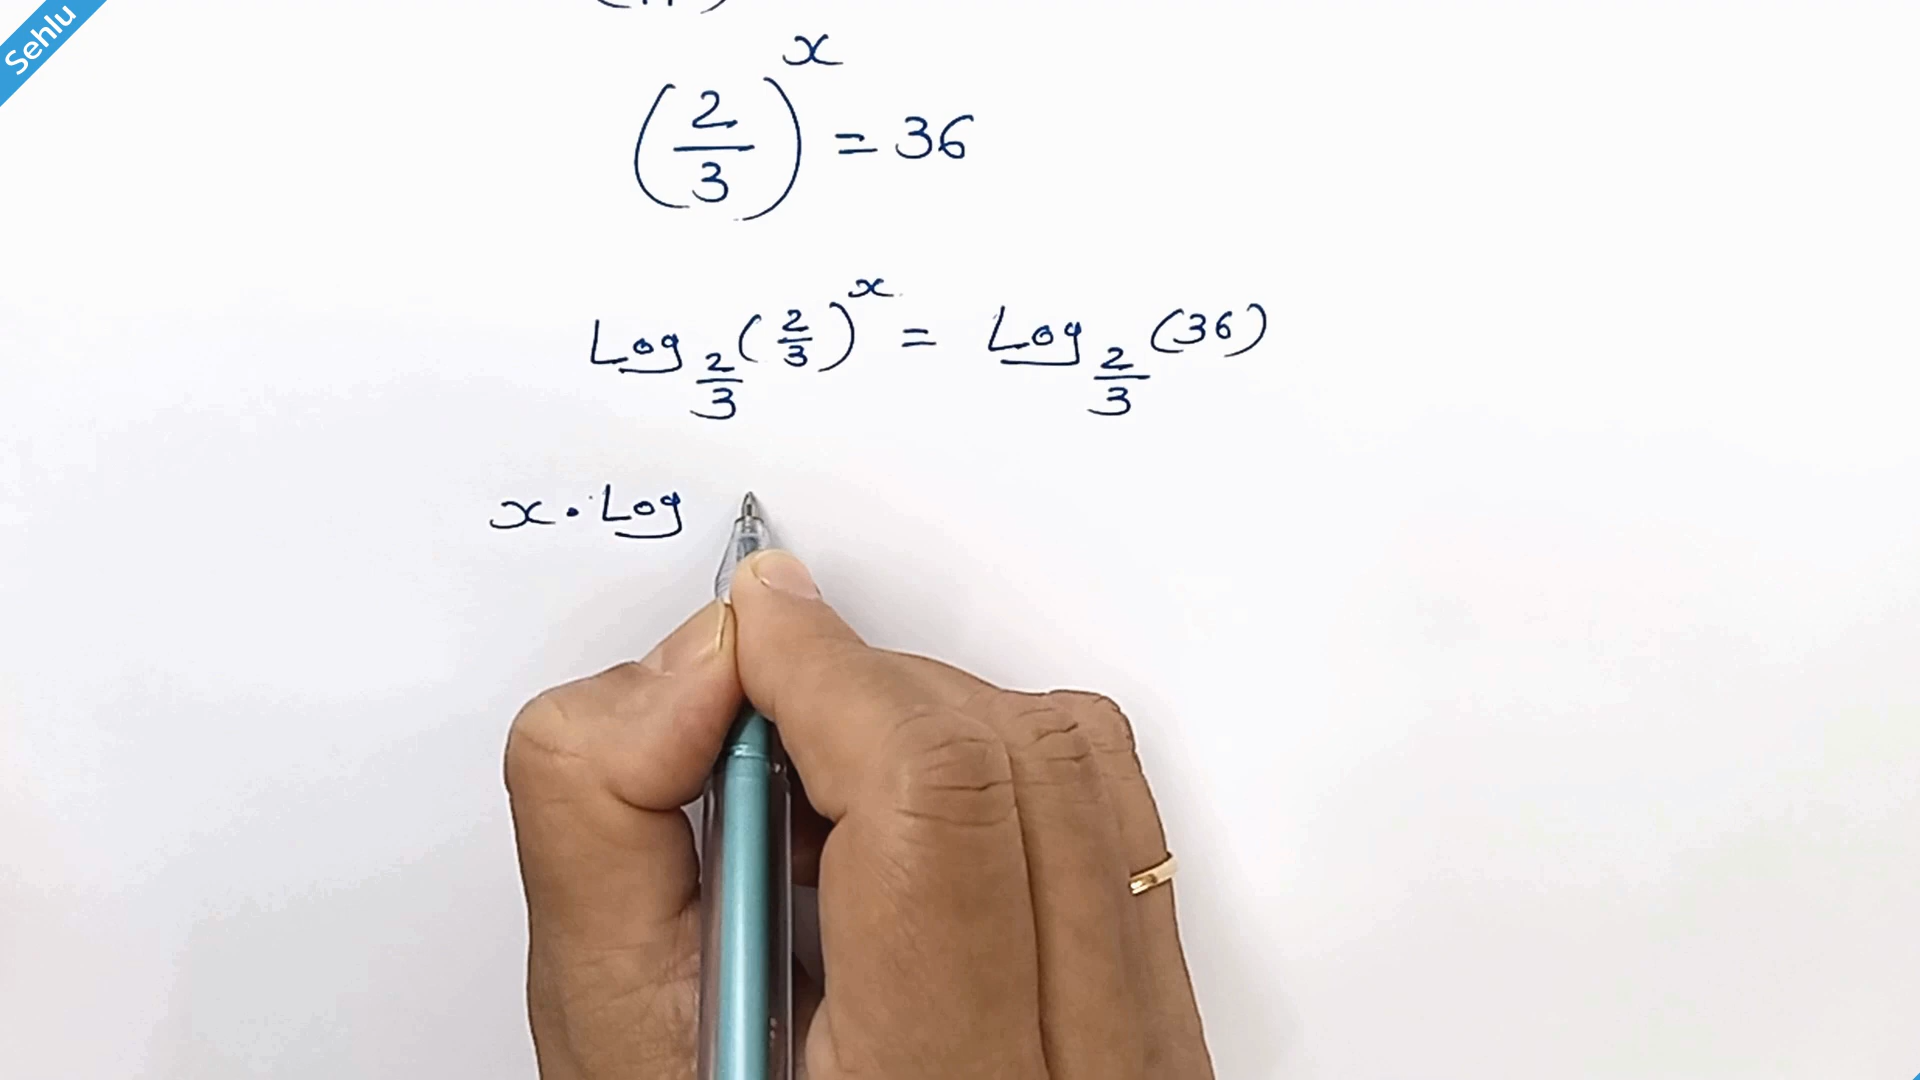 Sehlu
(2/3)^x = 36
Log_{2/3} (2/3)^x = Log_{2/3} (36)
x . Log